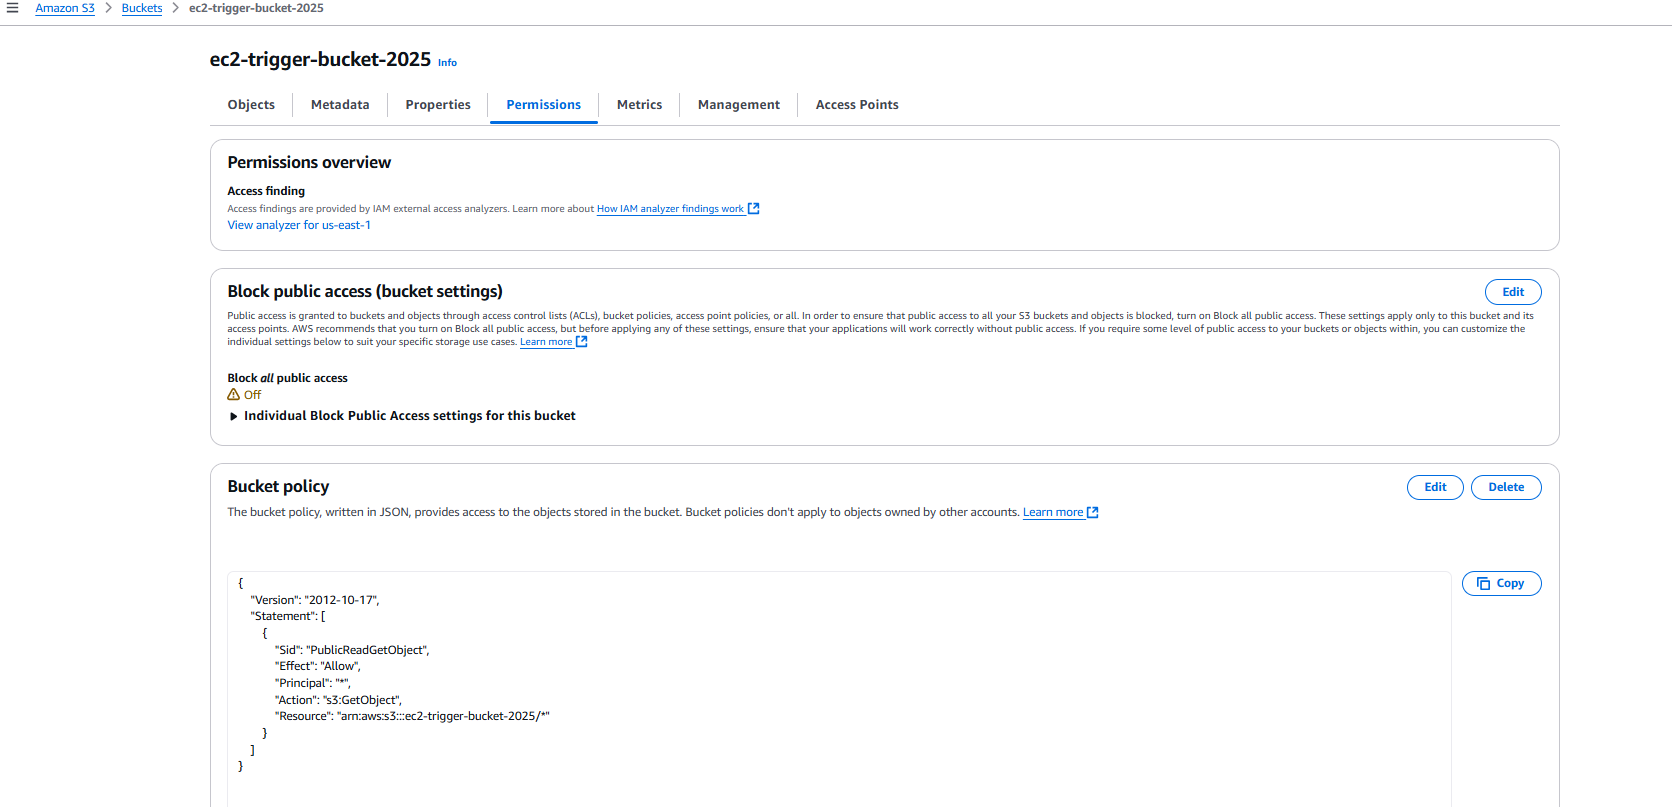 Amazon S3 > Buckets > ec2-trigger-bucket-2025
ec2-trigger-bucket-2025 Info
Objects Metadata Properties Permissions Metrics Management Access Points
Permissions overview
Access finding
Access findings are provided by IAM external access analyzers. Learn more about How IAM analyzer findings work
View analyzer for us-east-1
Block public access (bucket settings)
Edit
Public access is granted to buckets and objects through access control lists (ACLs), bucket policies, access point policies, or all. In order to ensure that public access to all your S3 buckets and objects is blocked, turn on Block all public access. These settings apply only to this bucket and its
access points. AWS recommends that you turn on Block all public access, but before applying any of these settings, ensure that your applications will work correctly without public access. If you require some level of public access to your buckets or objects within, you can customize the
individual settings below to suit your specific storage use cases. Learn more
Block all public access
Off
Individual Block Public Access settings for this bucket
Bucket policy
Edit Delete
The bucket policy, written in JSON, provides access to the objects stored in the bucket. Bucket policies don't apply to objects owned by other accounts. Learn more
Copy
{
"Version": "2012-10-17",
"Statement": [
{
"Sid": "PublicReadGetObject",
"Effect": "Allow",
"Principal": "*",
"Action": "s3:GetObject",
"Resource": "arn:aws:s3:::ec2-trigger-bucket-2025/*"
}
]
}